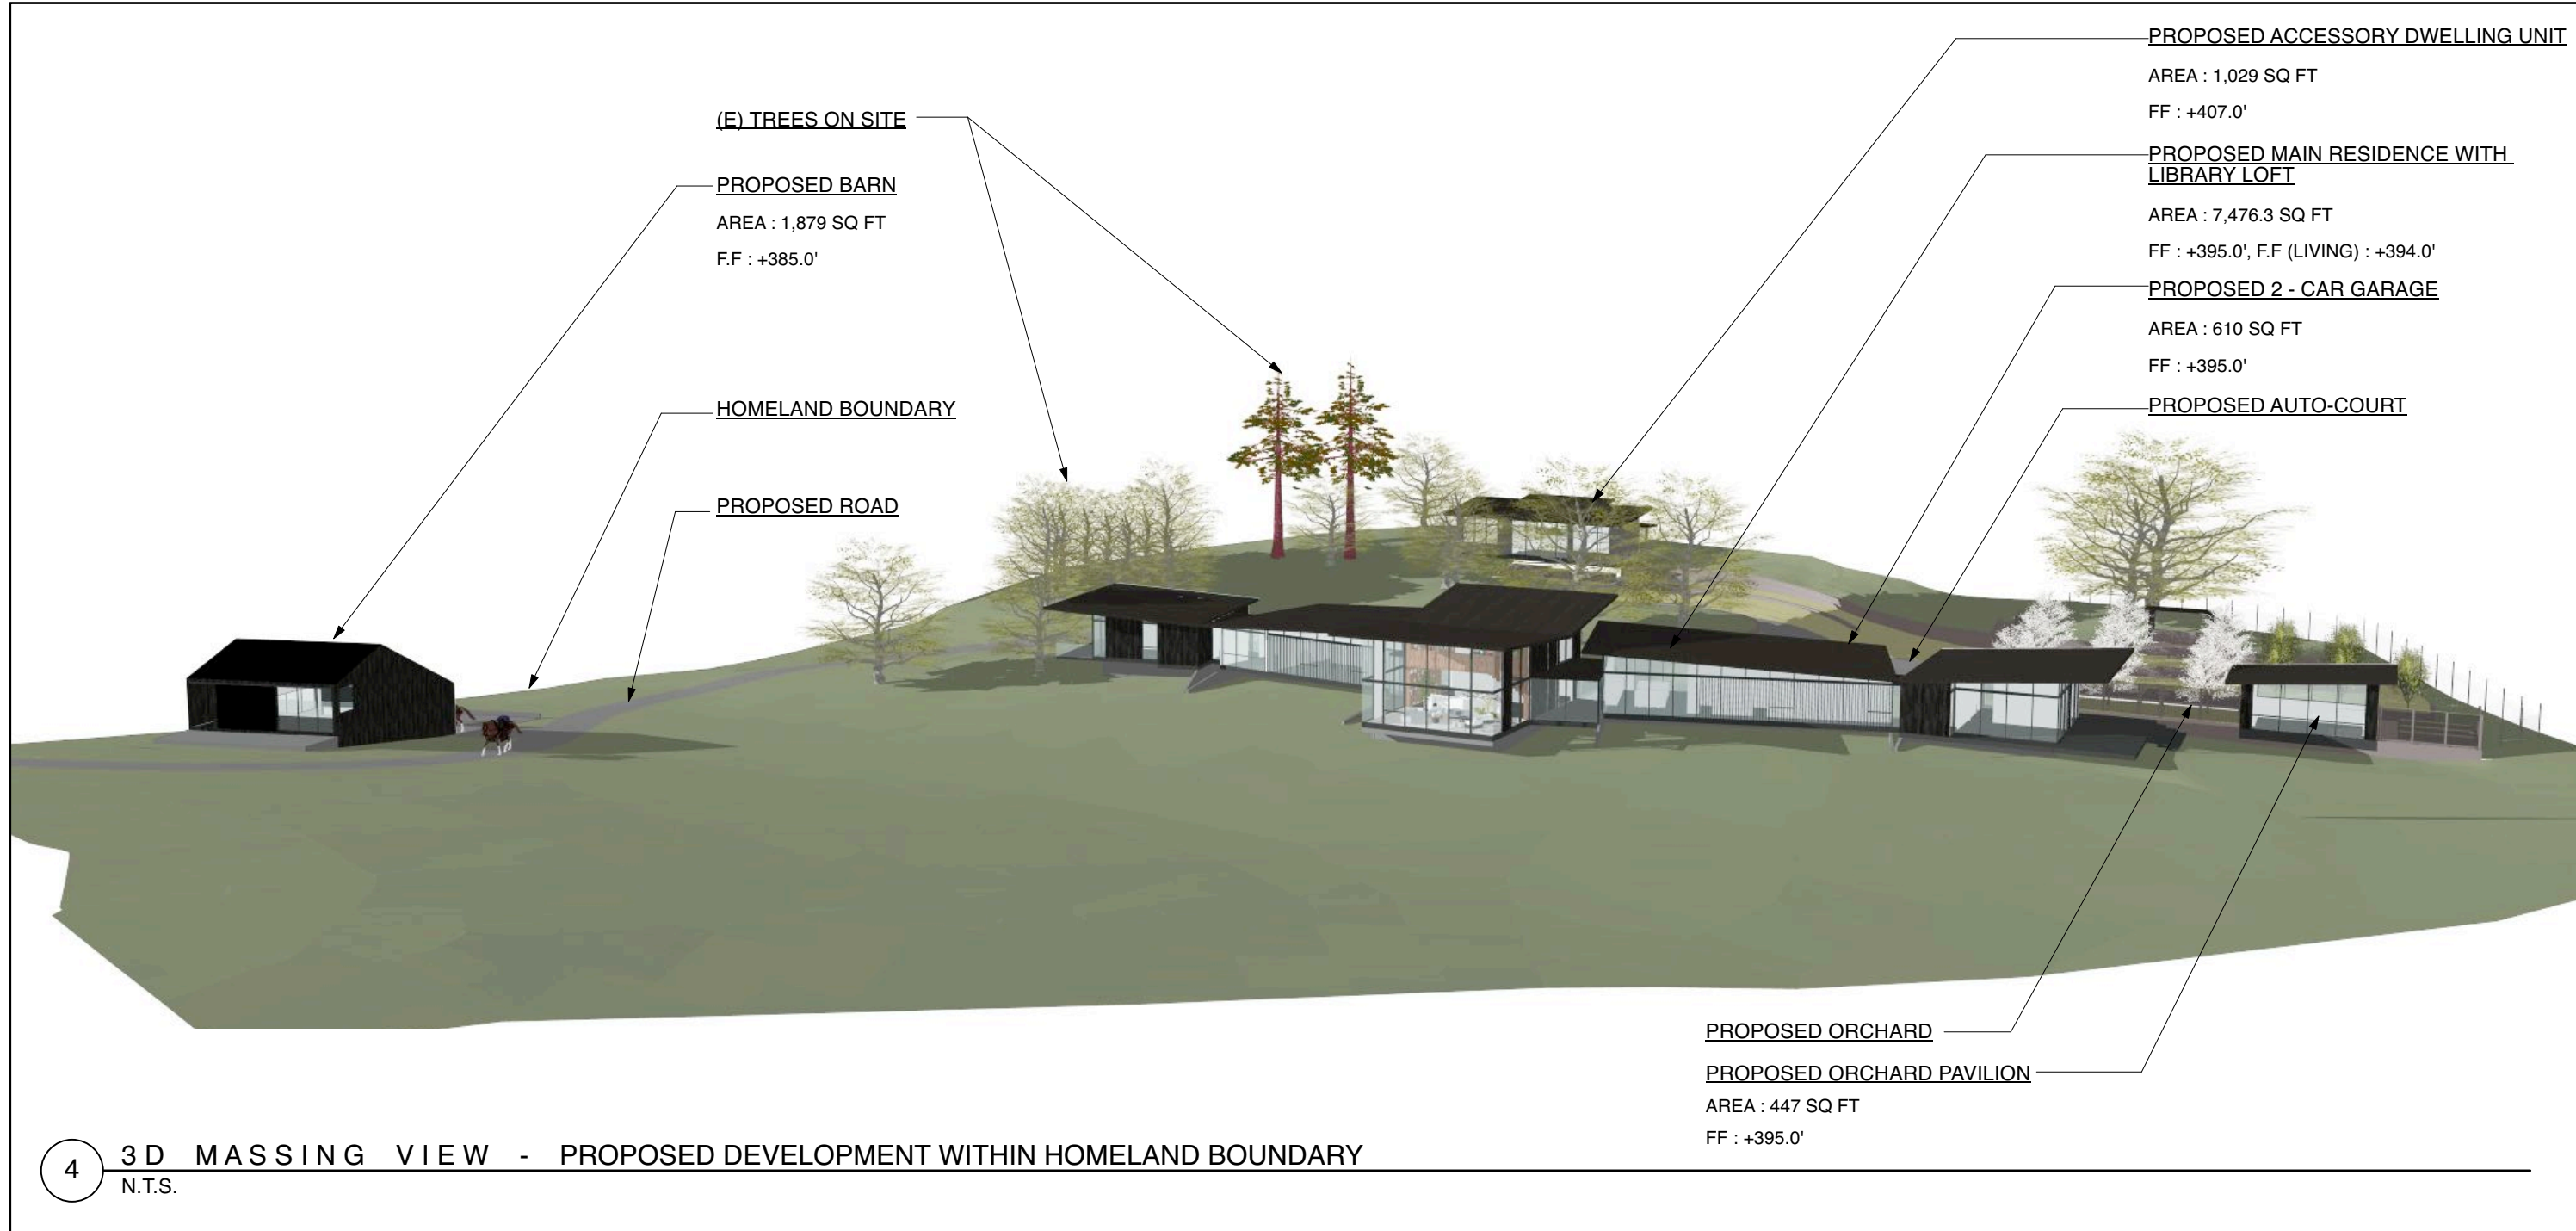 (E) TREES ON SITE
PROPOSED BARN
AREA : 1,879 SQ FT
F.F : +385.0'
HOMELAND BOUNDARY
PROPOSED ROAD
PROPOSED ACCESSORY DWELLING UNIT
AREA : 1,029 SQ FT
FF : +407.0'
PROPOSED MAIN RESIDENCE WITH
LIBRARY LOFT
AREA : 7,476.3 SQ FT
FF : +395.0', F.F (LIVING) : +394.0'
PROPOSED 2 - CAR GARAGE
AREA : 610 SQ FT
FF : +395.0'
PROPOSED AUTO-COURT
PROPOSED ORCHARD
PROPOSED ORCHARD PAVILION
AREA : 447 SQ FT
FF : +395.0'
4
3D MASSING VIEW - PROPOSED DEVELOPMENT WITHIN HOMELAND BOUNDARY
N.T.S.